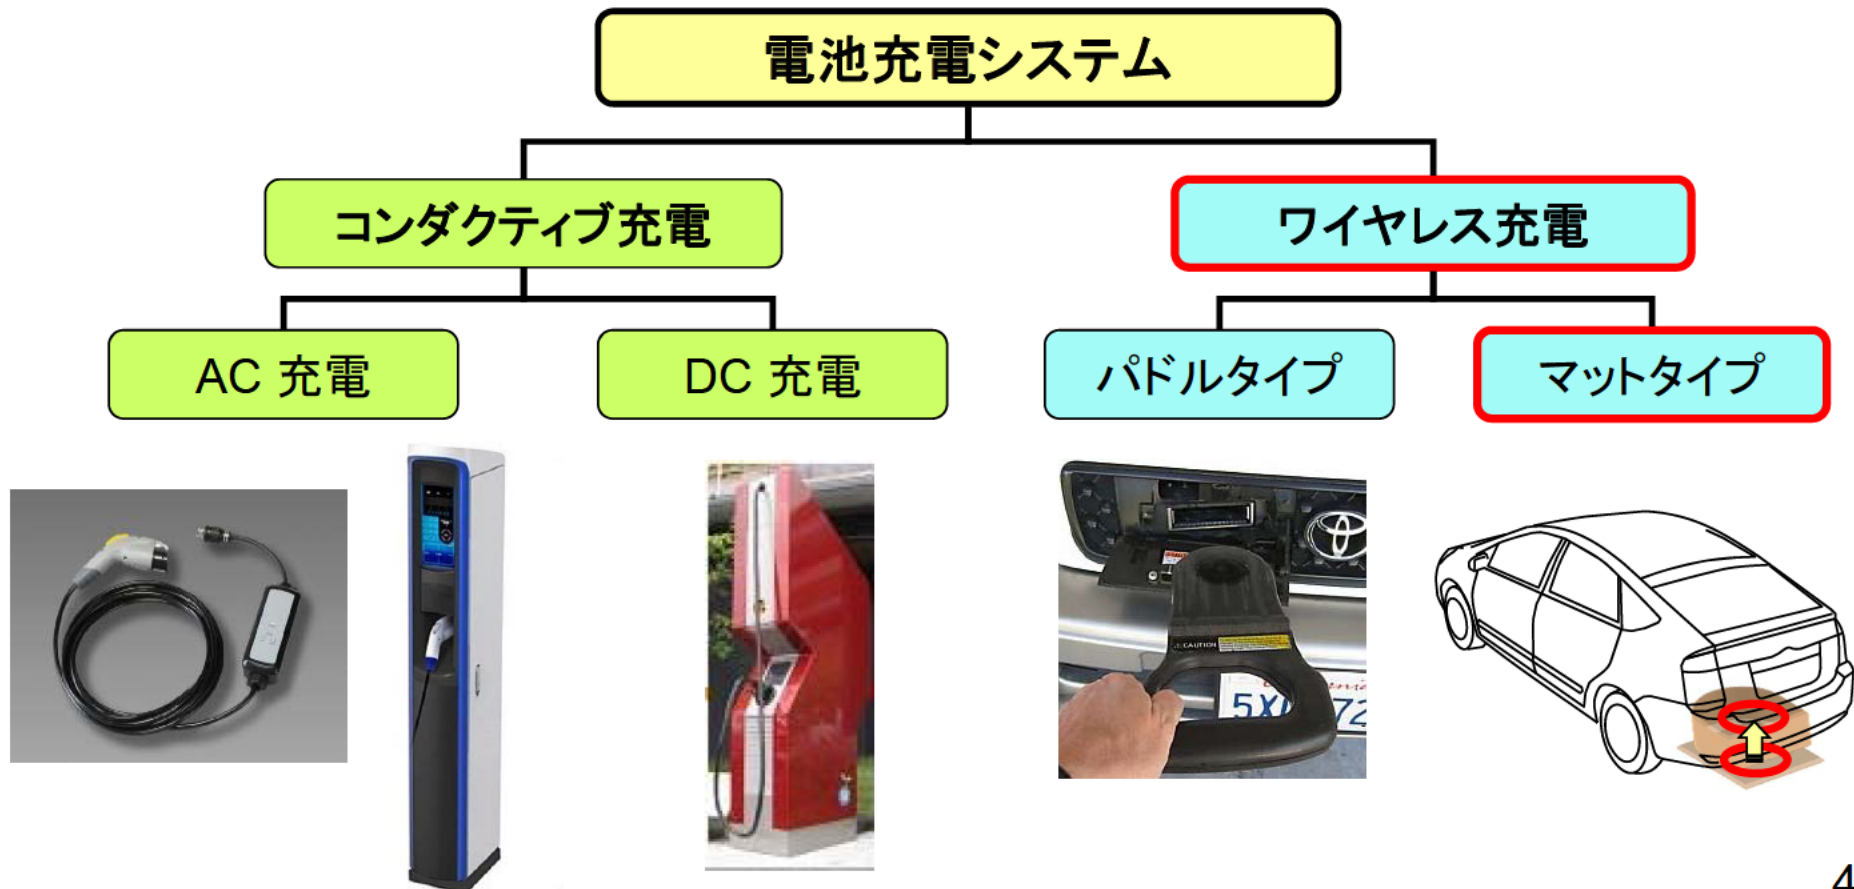 電池充電システム
コンダクティブ充電
ワイヤレス充電
AC 充電
DC 充電
パドルタイプ
マットタイプ
CAUTION
4